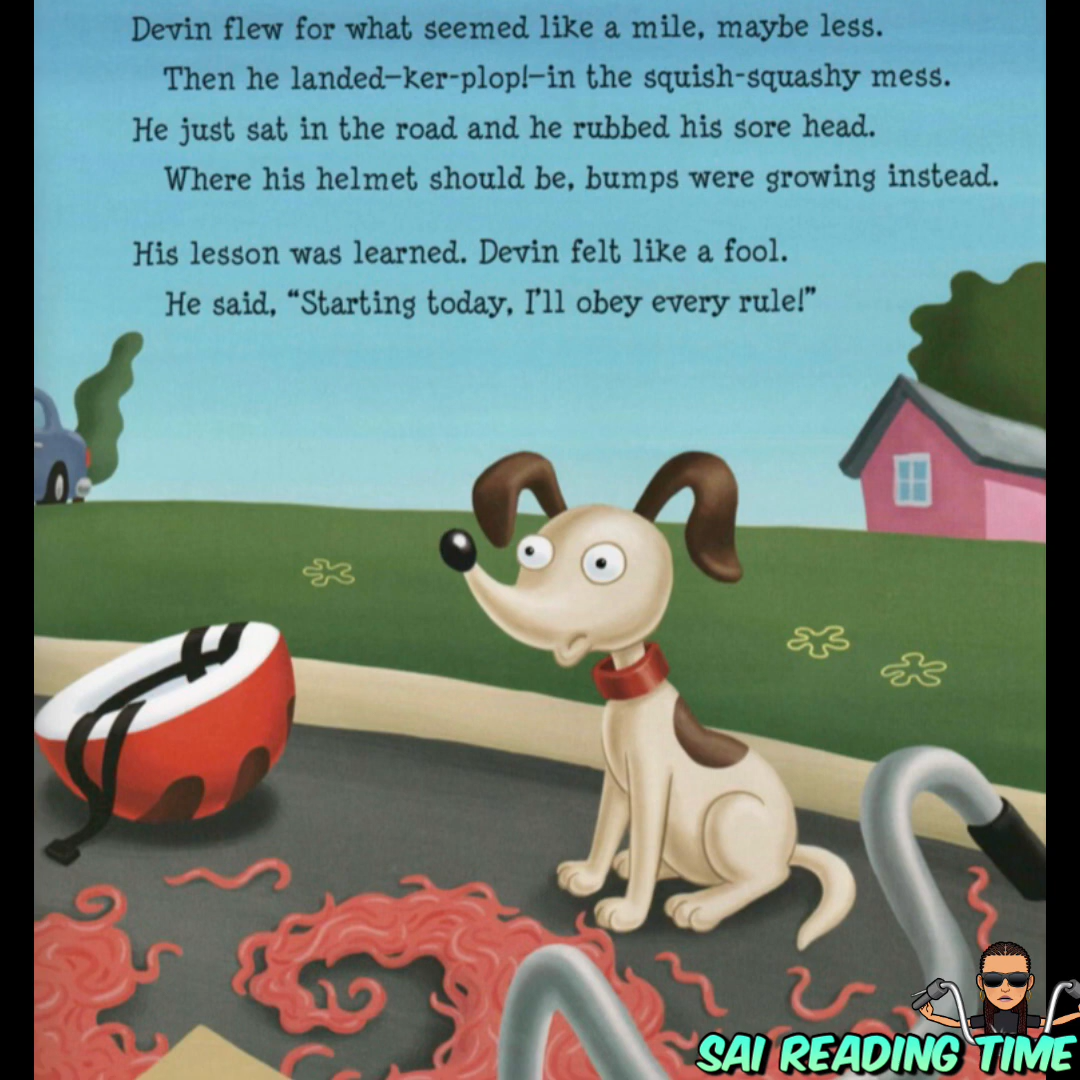 Devin flew for what seemed like a mile, maybe less.
Then he landed—ker-plop!—in the squish-squashy mess.
He just sat in the road and he rubbed his sore head.
Where his helmet should be, bumps were growing instead.
His lesson was learned. Devin felt like a fool.
He said, “Starting today, I’ll obey every rule!”
SAI READING TIME